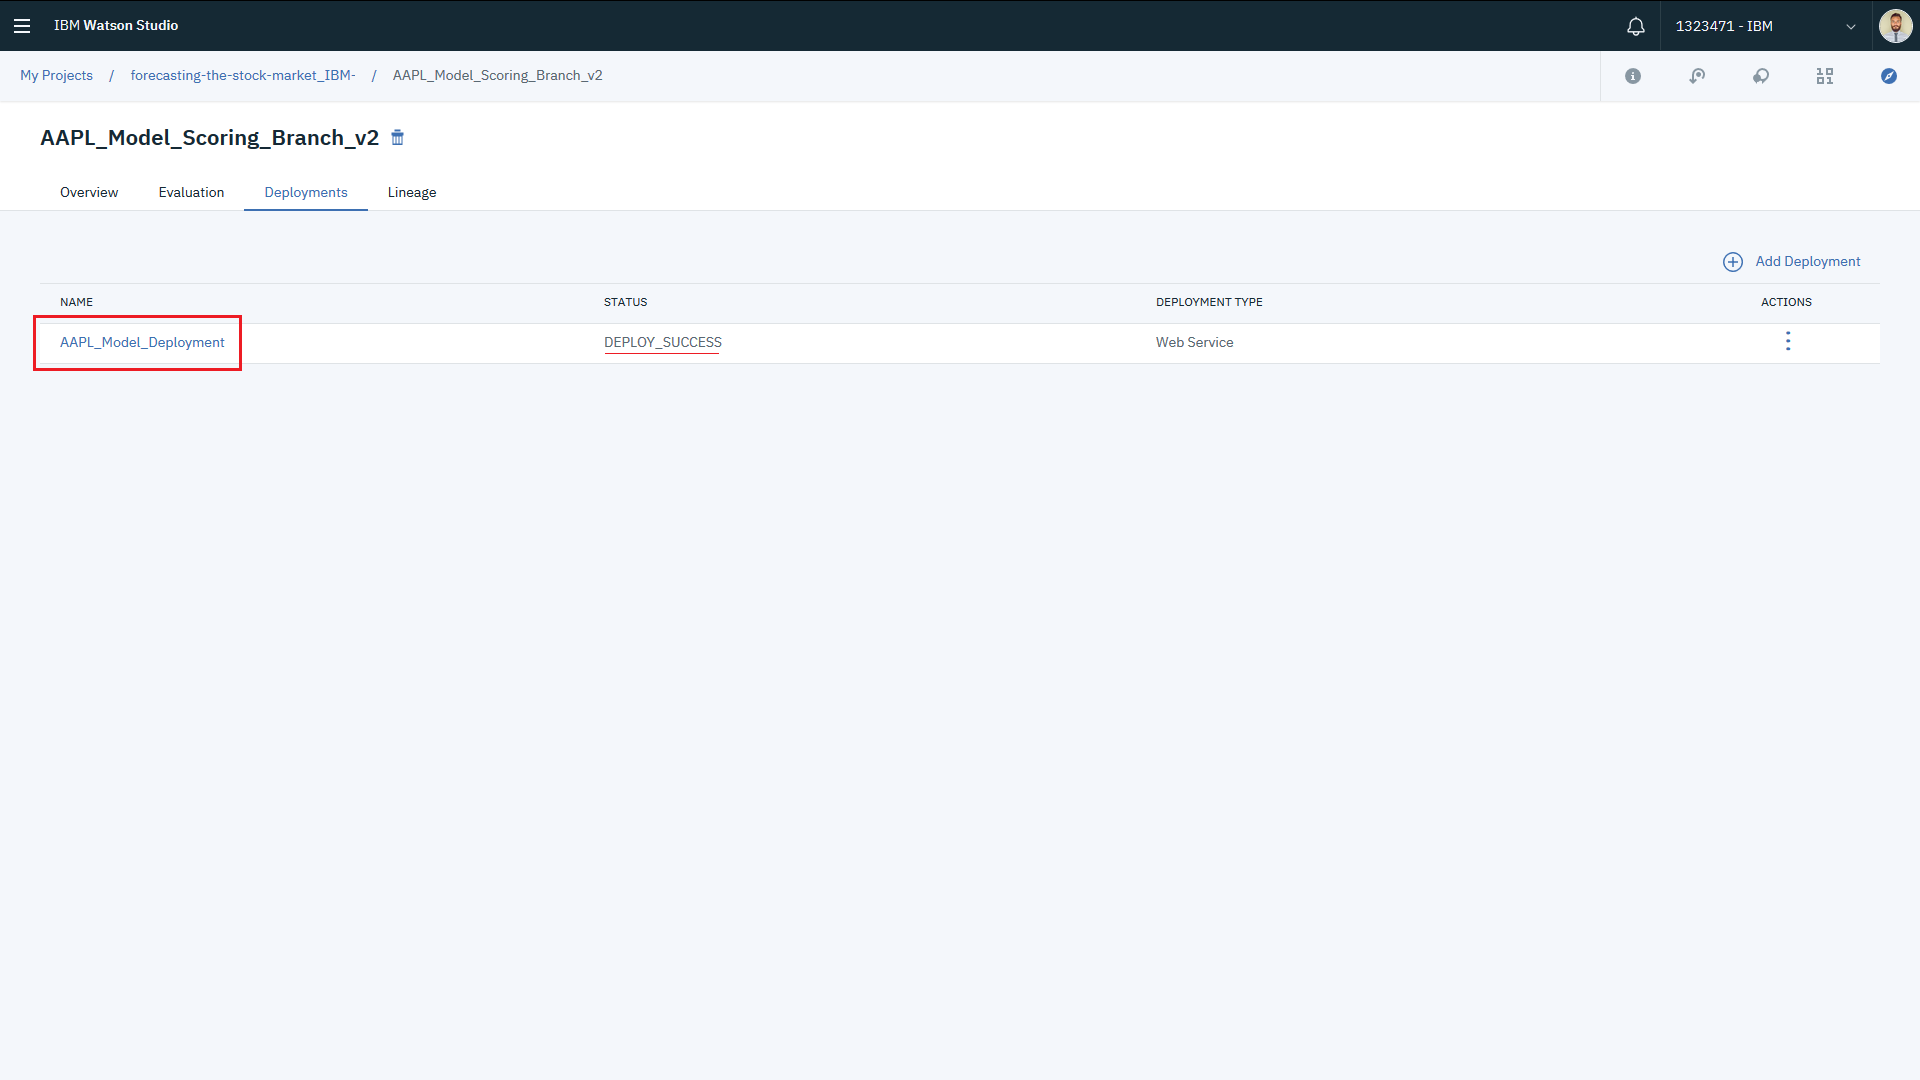 IBM Watson Studio 1323471 - IBM
My Projects / forecasting-the-stock-market_IBM- / AAPL_Model_Scoring_Branch_v2
AAPL_Model_Scoring_Branch_v2
Overview Evaluation Deployments Lineage
Add Deployment
NAME STATUS DEPLOYMENT TYPE ACTIONS
AAPL_Model_Deployment DEPLOY_SUCCESS Web Service